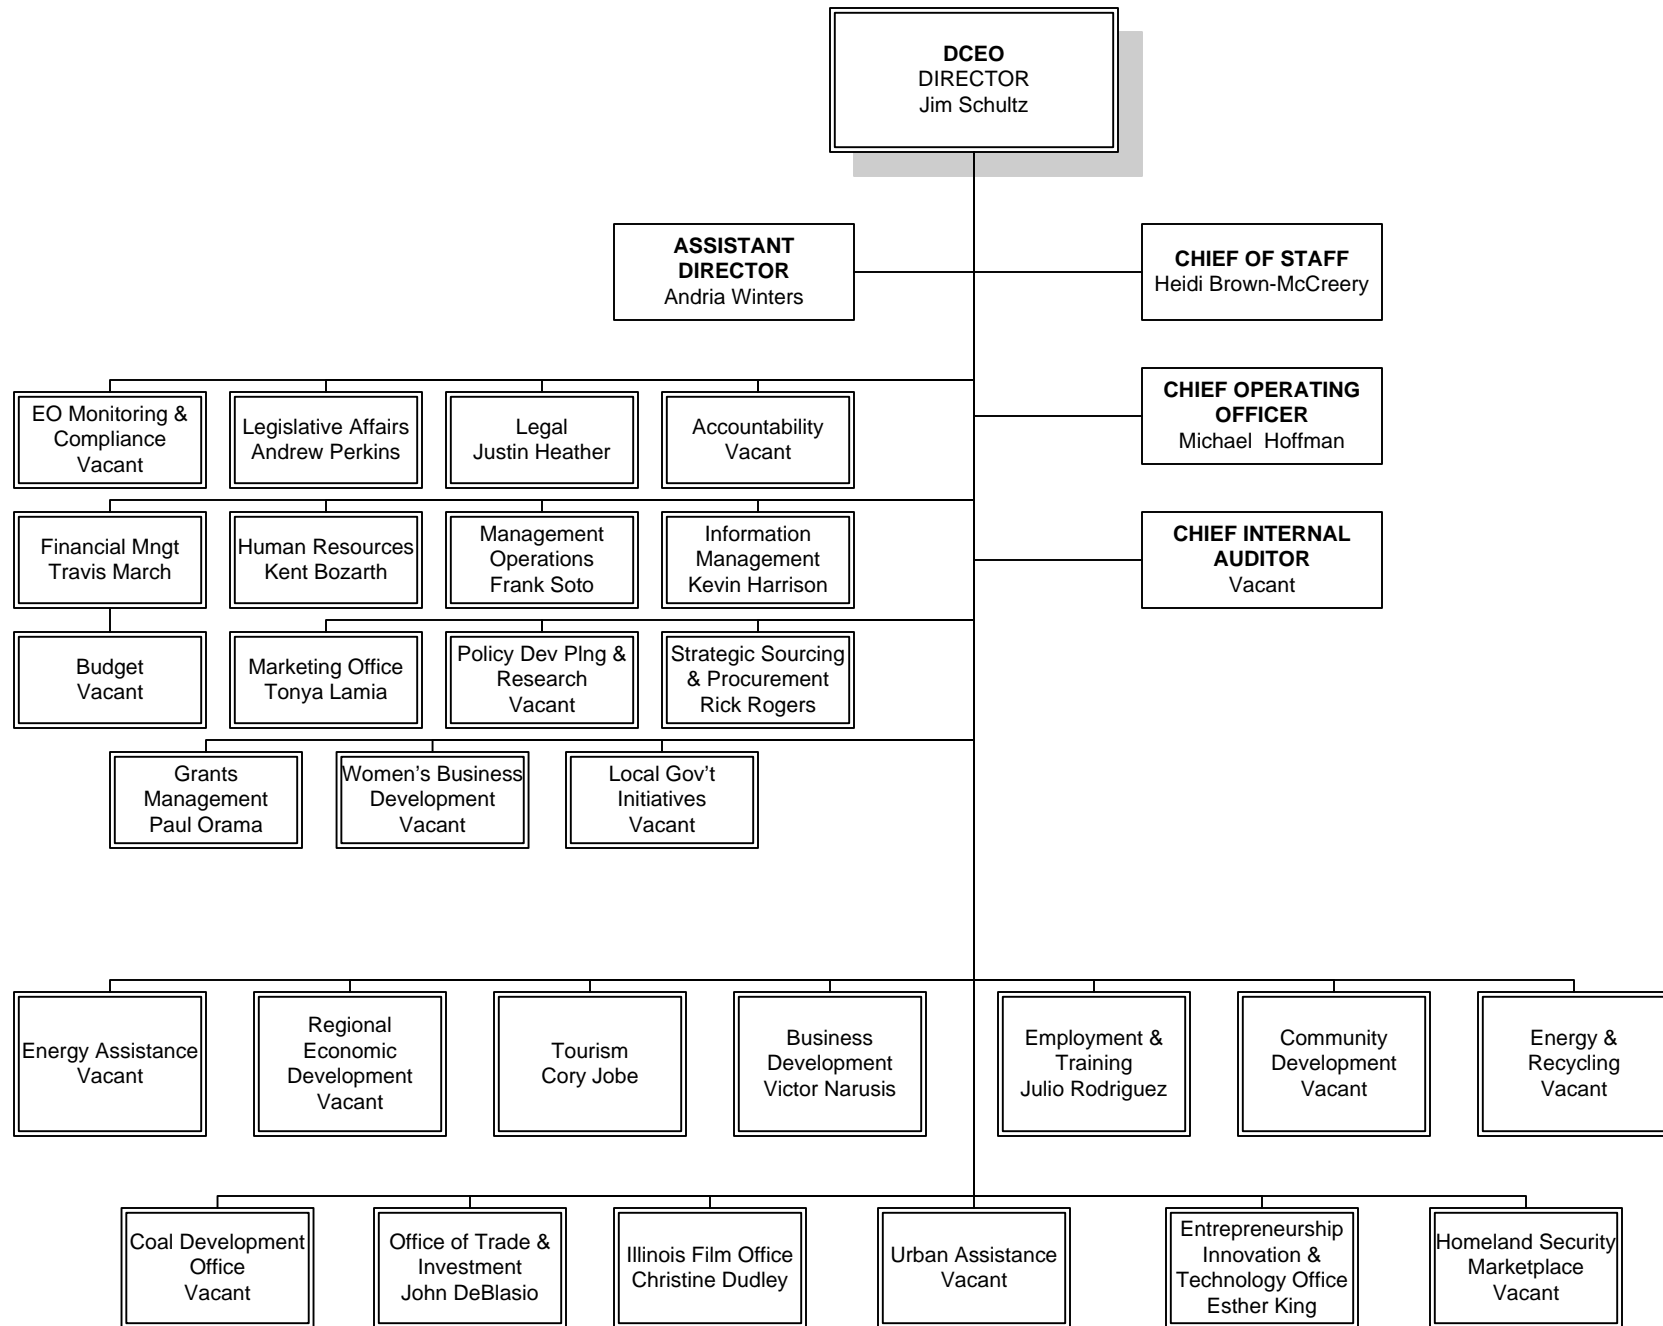 DCEO
DIRECTOR
Jim Schultz
ASSISTANT
DIRECTOR
Andria Winters
CHIEF OF STAFF
Heidi Brown-McCreery
EO Monitoring &
Compliance
Vacant
Legislative Affairs
Andrew Perkins
Legal
Justin Heather
Accountability
Vacant
CHIEF OPERATING
OFFICER
Michael Hoffman
Financial Mngt
Travis March
Human Resources
Kent Bozarth
Management
Operations
Frank Soto
Information
Management
Kevin Harrison
CHIEF INTERNAL
AUDITOR
Vacant
Budget
Vacant
Marketing Office
Tonya Lamia
Policy Dev Plng &
Research
Vacant
Strategic Sourcing
& Procurement
Rick Rogers
Grants
Management
Paul Orama
Women's Business
Development
Vacant
Local Gov't
Initiatives
Vacant
Energy Assistance
Vacant
Regional
Economic
Development
Vacant
Tourism
Cory Jobe
Business
Development
Victor Narusis
Employment &
Training
Julio Rodriguez
Community
Development
Vacant
Energy &
Recycling
Vacant
Coal Development
Office
Vacant
Office of Trade &
Investment
John DeBlasio
Illinois Film Office
Christine Dudley
Urban Assistance
Vacant
Entrepreneurship
Innovation &
Technology Office
Esther King
Homeland Security
Marketplace
Vacant